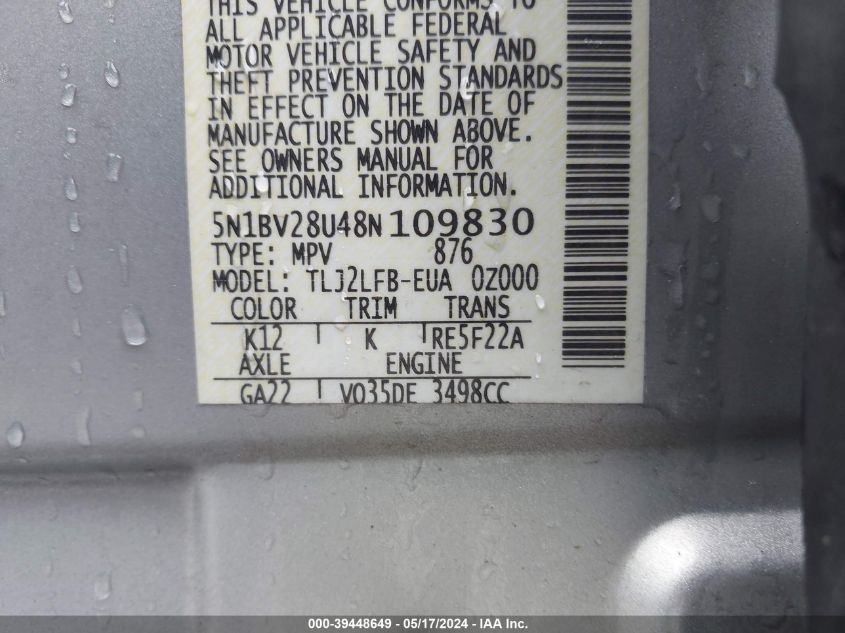 THIS VEHICLE CONFORMS TO
ALL APPLICABLE FEDERAL
MOTOR VEHICLE SAFETY AND
THEFT PREVENTION STANDARDS
IN EFFECT ON THE DATE OF
MANUFACTURE SHOWN ABOVE.
SEE OWNERS MANUAL FOR
ADDITIONAL INFORMATION.
5N1BV28U48N109830
TYPE: MPV 876
MODEL: TLJ2LFB-EUA 0Z000
COLOR TRIM TRANS
K12 K RE5F22A
AXLE ENGINE
GA22 VQ35DE 3498CC
000-39448649 — 05/17/2024 — IAA Inc.